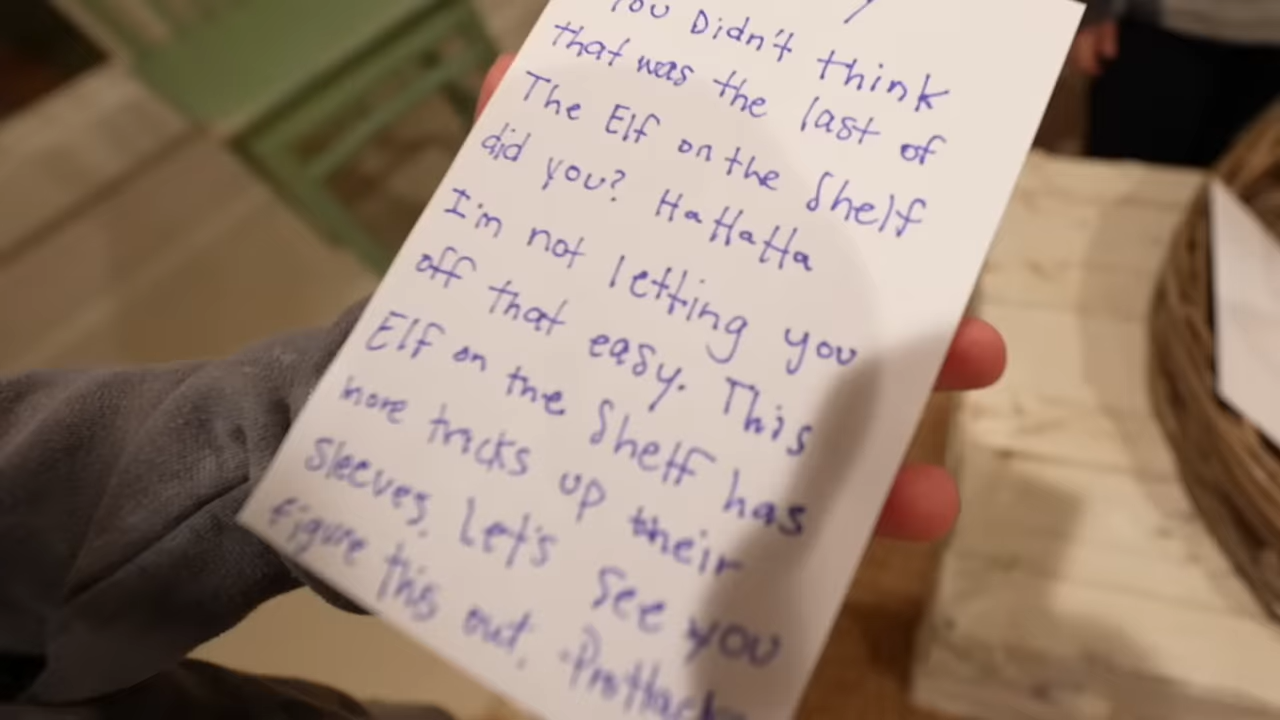 You Didn't think
that was the last of
The Elf on the Shelf
did you? HaHaHa
I'm not letting you
off that easy. This
Elf on the Shelf has
more tricks up their
sleeves. Let's see you
figure this out.